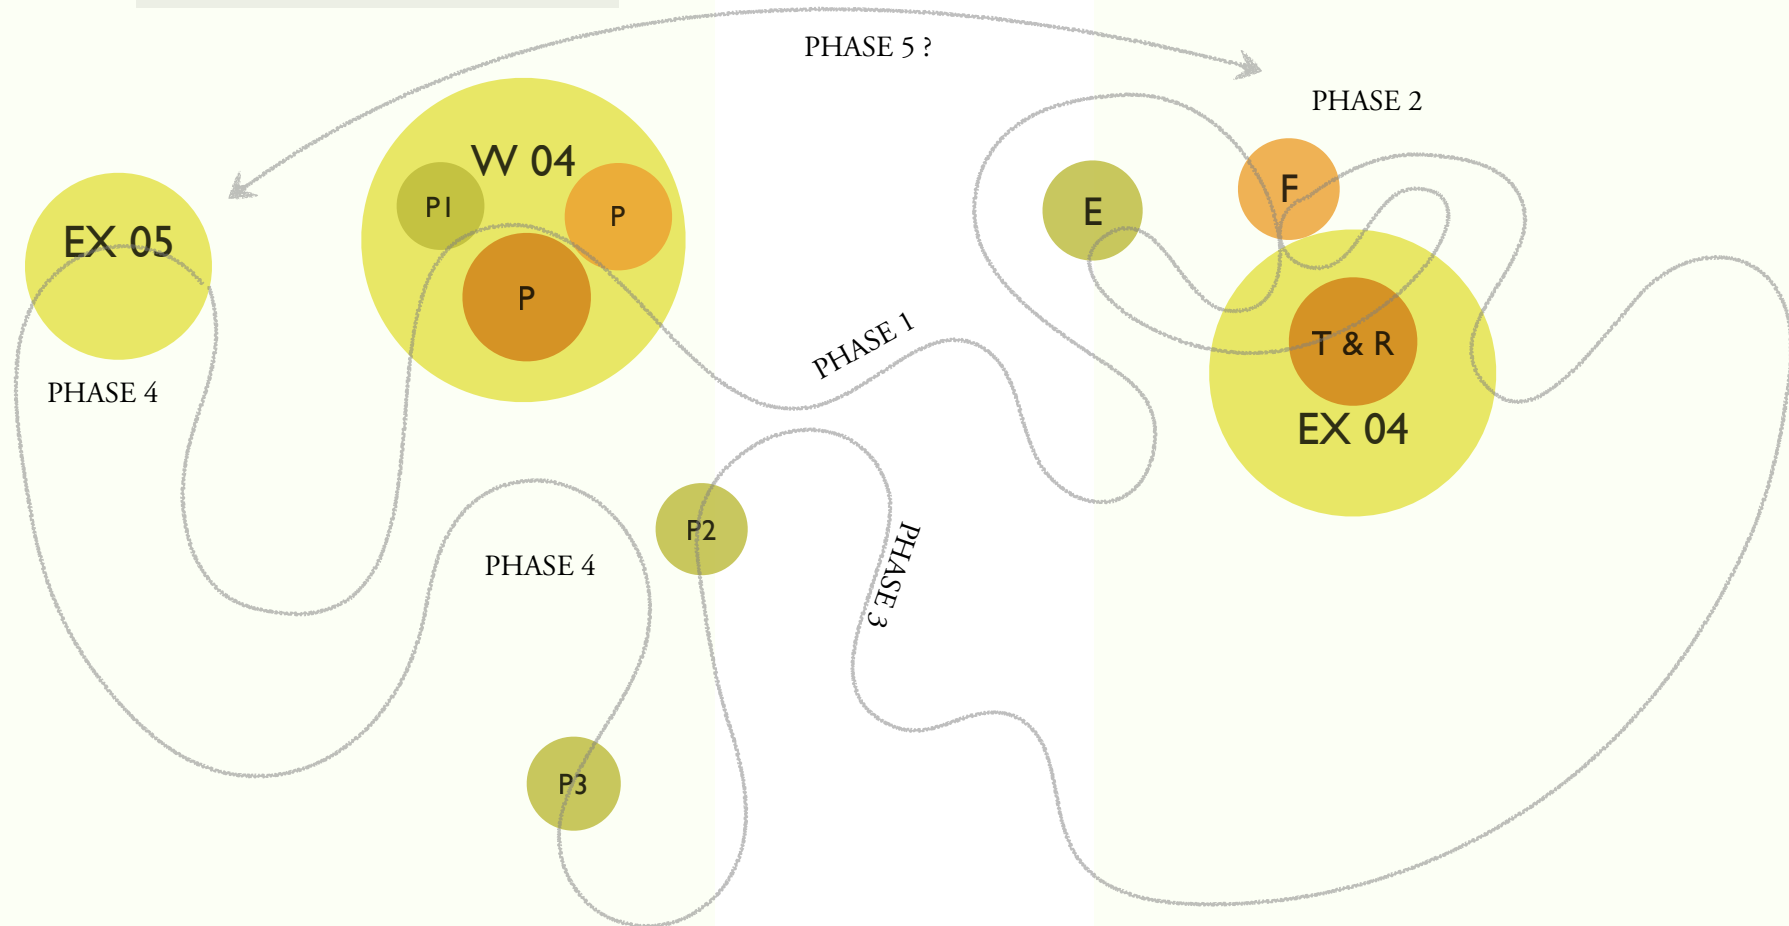 PHASE 5 ?
PHASE 2
W 04
P1
P
P
EX 05
PHASE 4
E
F
T & R
EX 04
PHASE 1
P2
PHASE 3
PHASE 4
P3